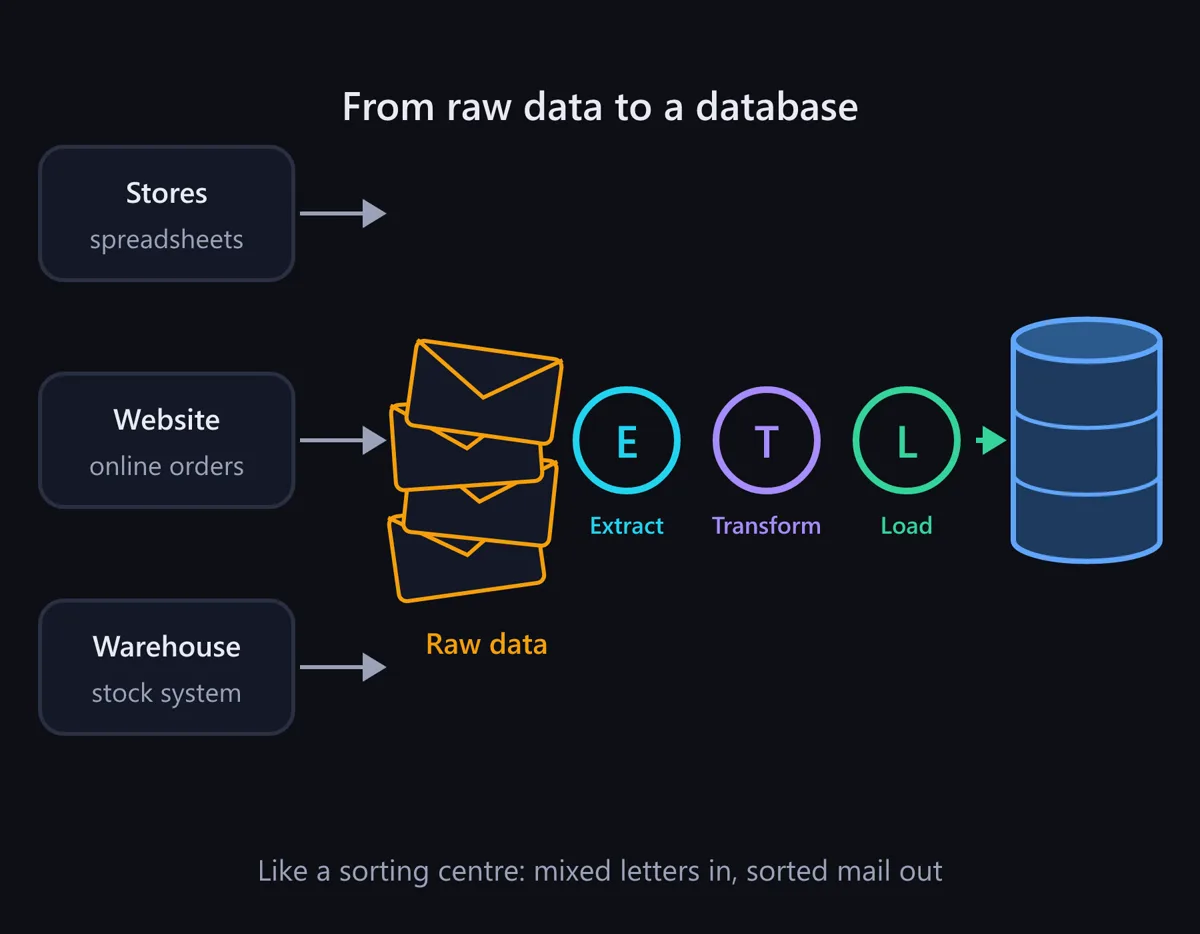 From raw data to a database
Stores
spreadsheets
Website
online orders
Warehouse
stock system
Raw data
E
Extract
T
Transform
L
Load
Like a sorting centre: mixed letters in, sorted mail out